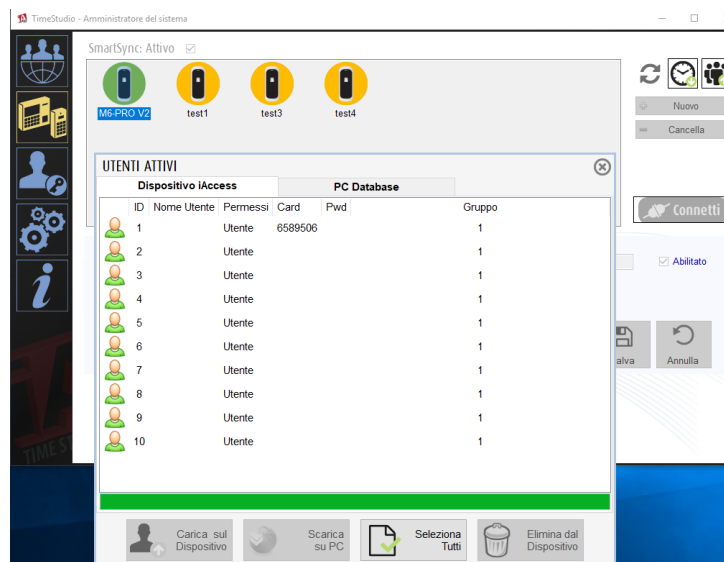 TimeStudio - Amministratore del sistema
SmartSync: Attivo
M6-PRO V2 test1 test3 test4
Nuovo
Cancella
UTENTI ATTIVI
Dispositivo iAccess PC Database
ID Nome Utente Permessi Card Pwd Gruppo
1 Utente 6589506 1
2 Utente 1
3 Utente 1
4 Utente 1
5 Utente 1
6 Utente 1
7 Utente 1
8 Utente 1
9 Utente 1
10 Utente 1
Connetti
Abilitato
alva Annulla
TIME ST
Carica sul
Dispositivo
Scarica
su PC
Seleziona
Tutti
Elimina dal
Dispositivo